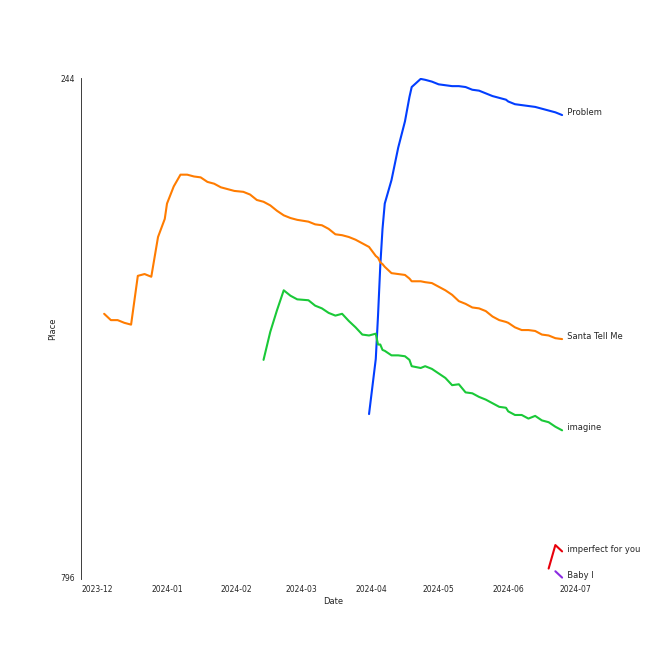 244
Problem
Place
Santa Tell Me
imagine
imperfect for you
Baby I
796
2023-12 2024-01 2024-02 2024-03 2024-04 2024-05 2024-06 2024-07
Date